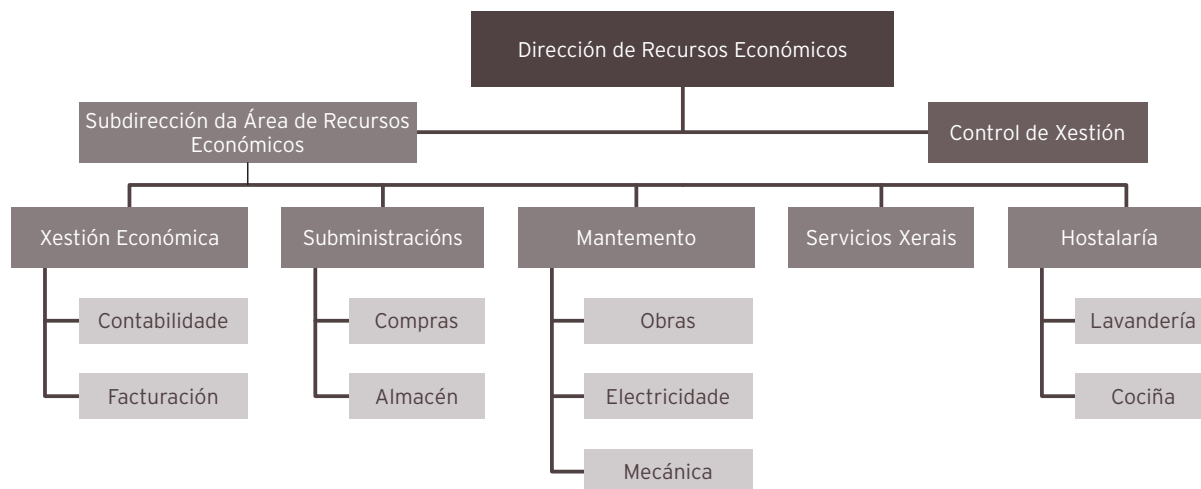 Dirección de Recursos Económicos
Subdirección da Área de Recursos
Económicos
Control de Xestión
Xestión Económica
Subministracións
Mantemento
Servicios Xerais
Hostalaría
Contabilidade
Compras
Obras
Lavandería
Facturación
Almacén
Electricidade
Cociña
Mecánica